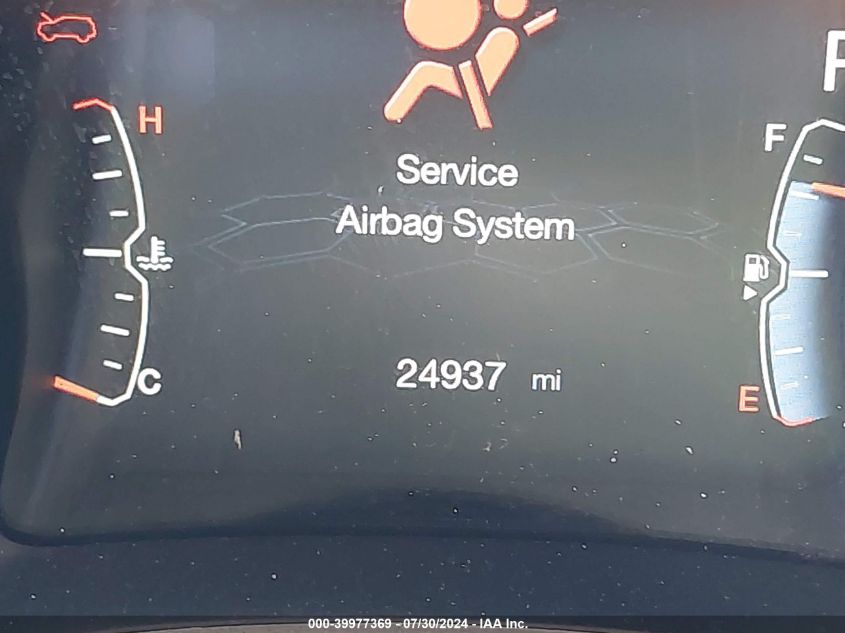 P
H
F
Service
Airbag System
C
24937 mi
E
000-39977369 - 07/30/2024 - IAA Inc.